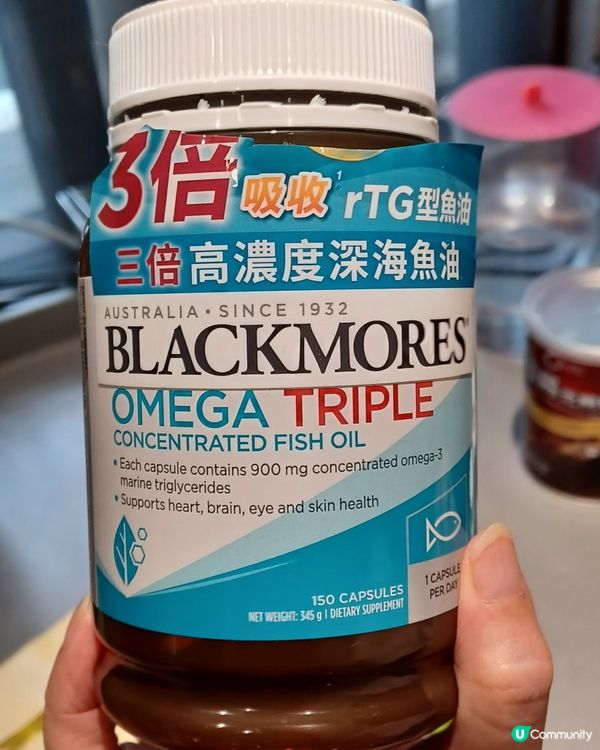 3倍 吸收¹ rTG型魚油
三倍高濃度深海魚油
AUSTRALIA • SINCE 1932
BLACKMORES®
OMEGA TRIPLE
CONCENTRATED FISH OIL
• Each capsule contains 900 mg concentrated omega-3
marine triglycerides
• Supports heart, brain, eye and skin health
1 CAPSULE
PER DAY
150 CAPSULES
NET WEIGHT: 345 g | DIETARY SUPPLEMENT
U Community